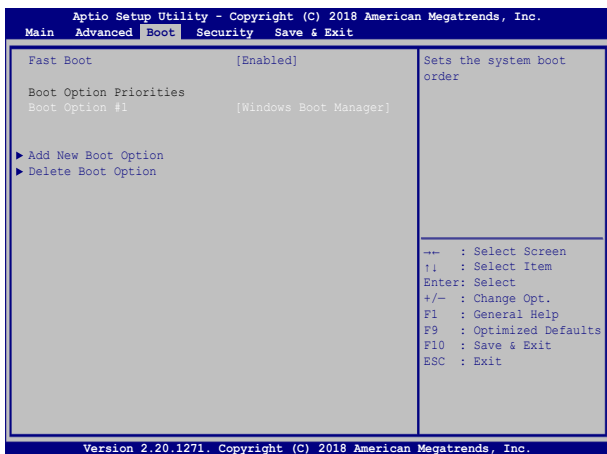 Aptio Setup Utility - Copyright (C) 2018 American Megatrends, Inc.
Main Advanced Boot Security Save & Exit
Fast Boot [Enabled]
Boot Option Priorities
Boot Option #1 [Windows Boot Manager]
▶ Add New Boot Option
▶ Delete Boot Option
Sets the system boot
order
→← : Select Screen
↑↓ : Select Item
Enter: Select
+/— : Change Opt.
F1 : General Help
F9 : Optimized Defaults
F10 : Save & Exit
ESC : Exit
Version 2.20.1271. Copyright (C) 2018 American Megatrends, Inc.